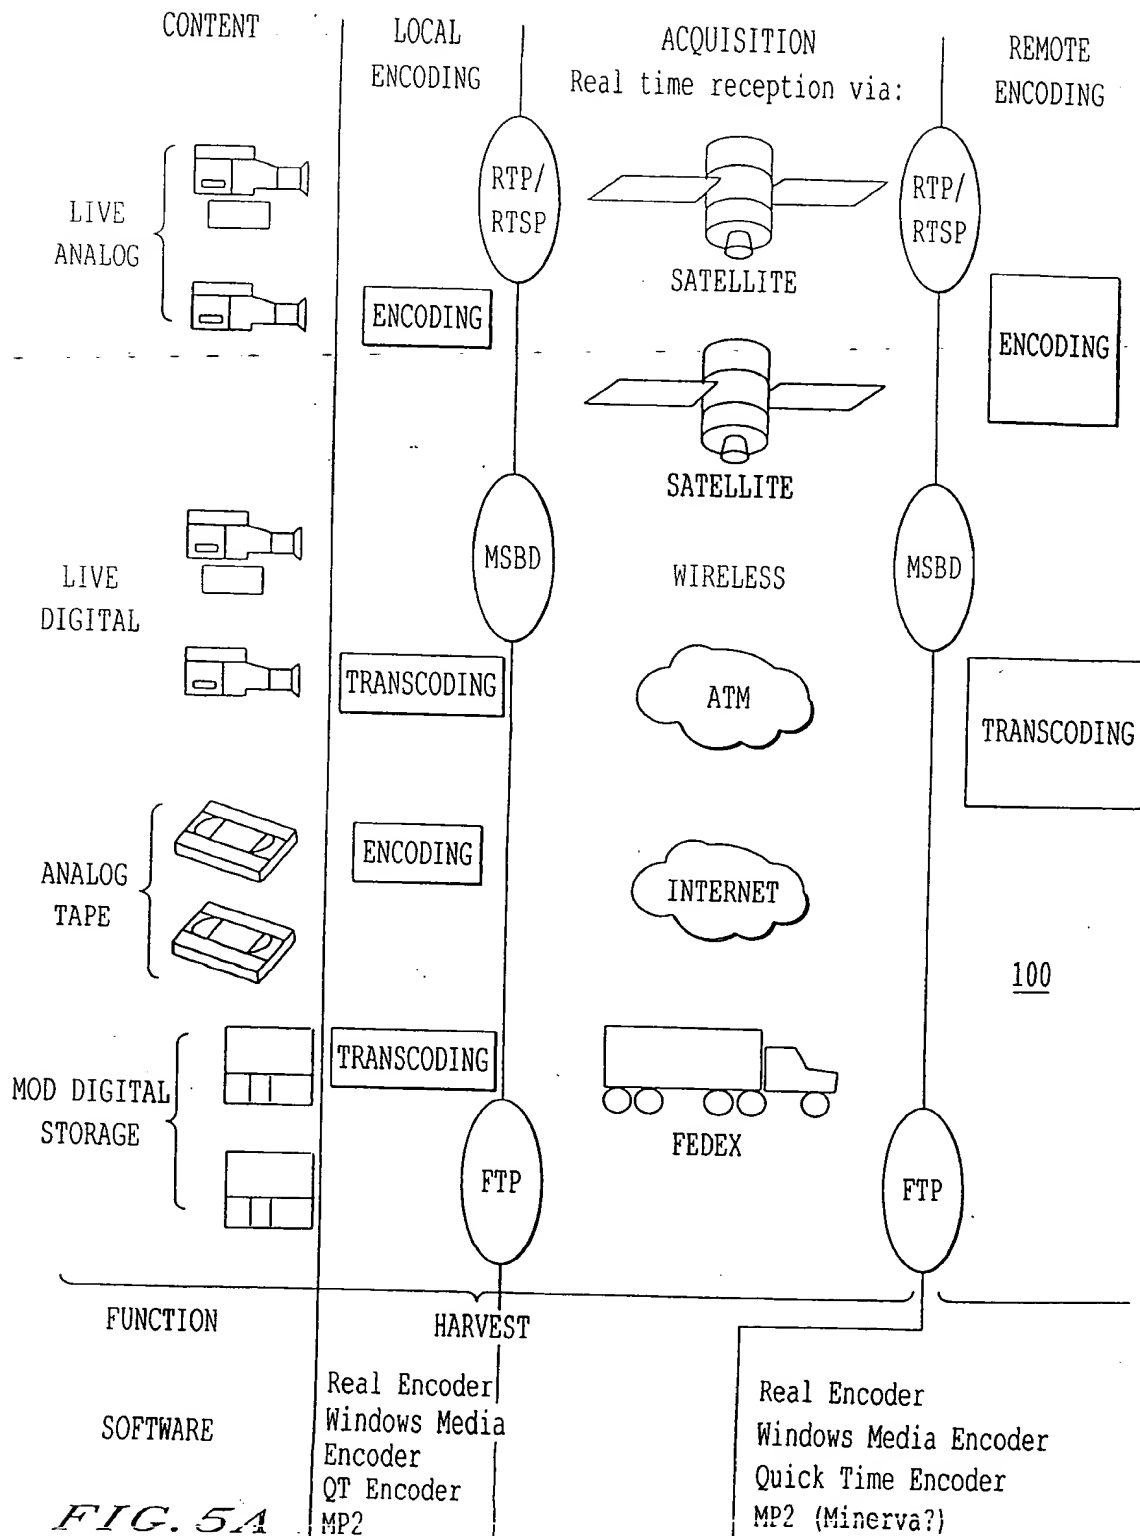 CONTENT
LOCAL
ENCODING
ACQUISITION
Real time reception via:
REMOTE
ENCODING
LIVE
ANALOG
RTP/
RTSP
SATELLITE
RTP/
RTSP
ENCODING
ENCODING
SATELLITE
LIVE
DIGITAL
MSBD
WIRELESS
MSBD
TRANSCODING
ATM
TRANSCODING
ANALOG
TAPE
ENCODING
INTERNET
100
MOD DIGITAL
STORAGE
TRANSCODING
FEDEX
FTP
FTP
FUNCTION
HARVEST
SOFTWARE
Real Encoder
Windows Media
Encoder
QT Encoder
MP2
Real Encoder
Windows Media Encoder
Quick Time Encoder
MP2 (Minerva?)
FIG. 5A